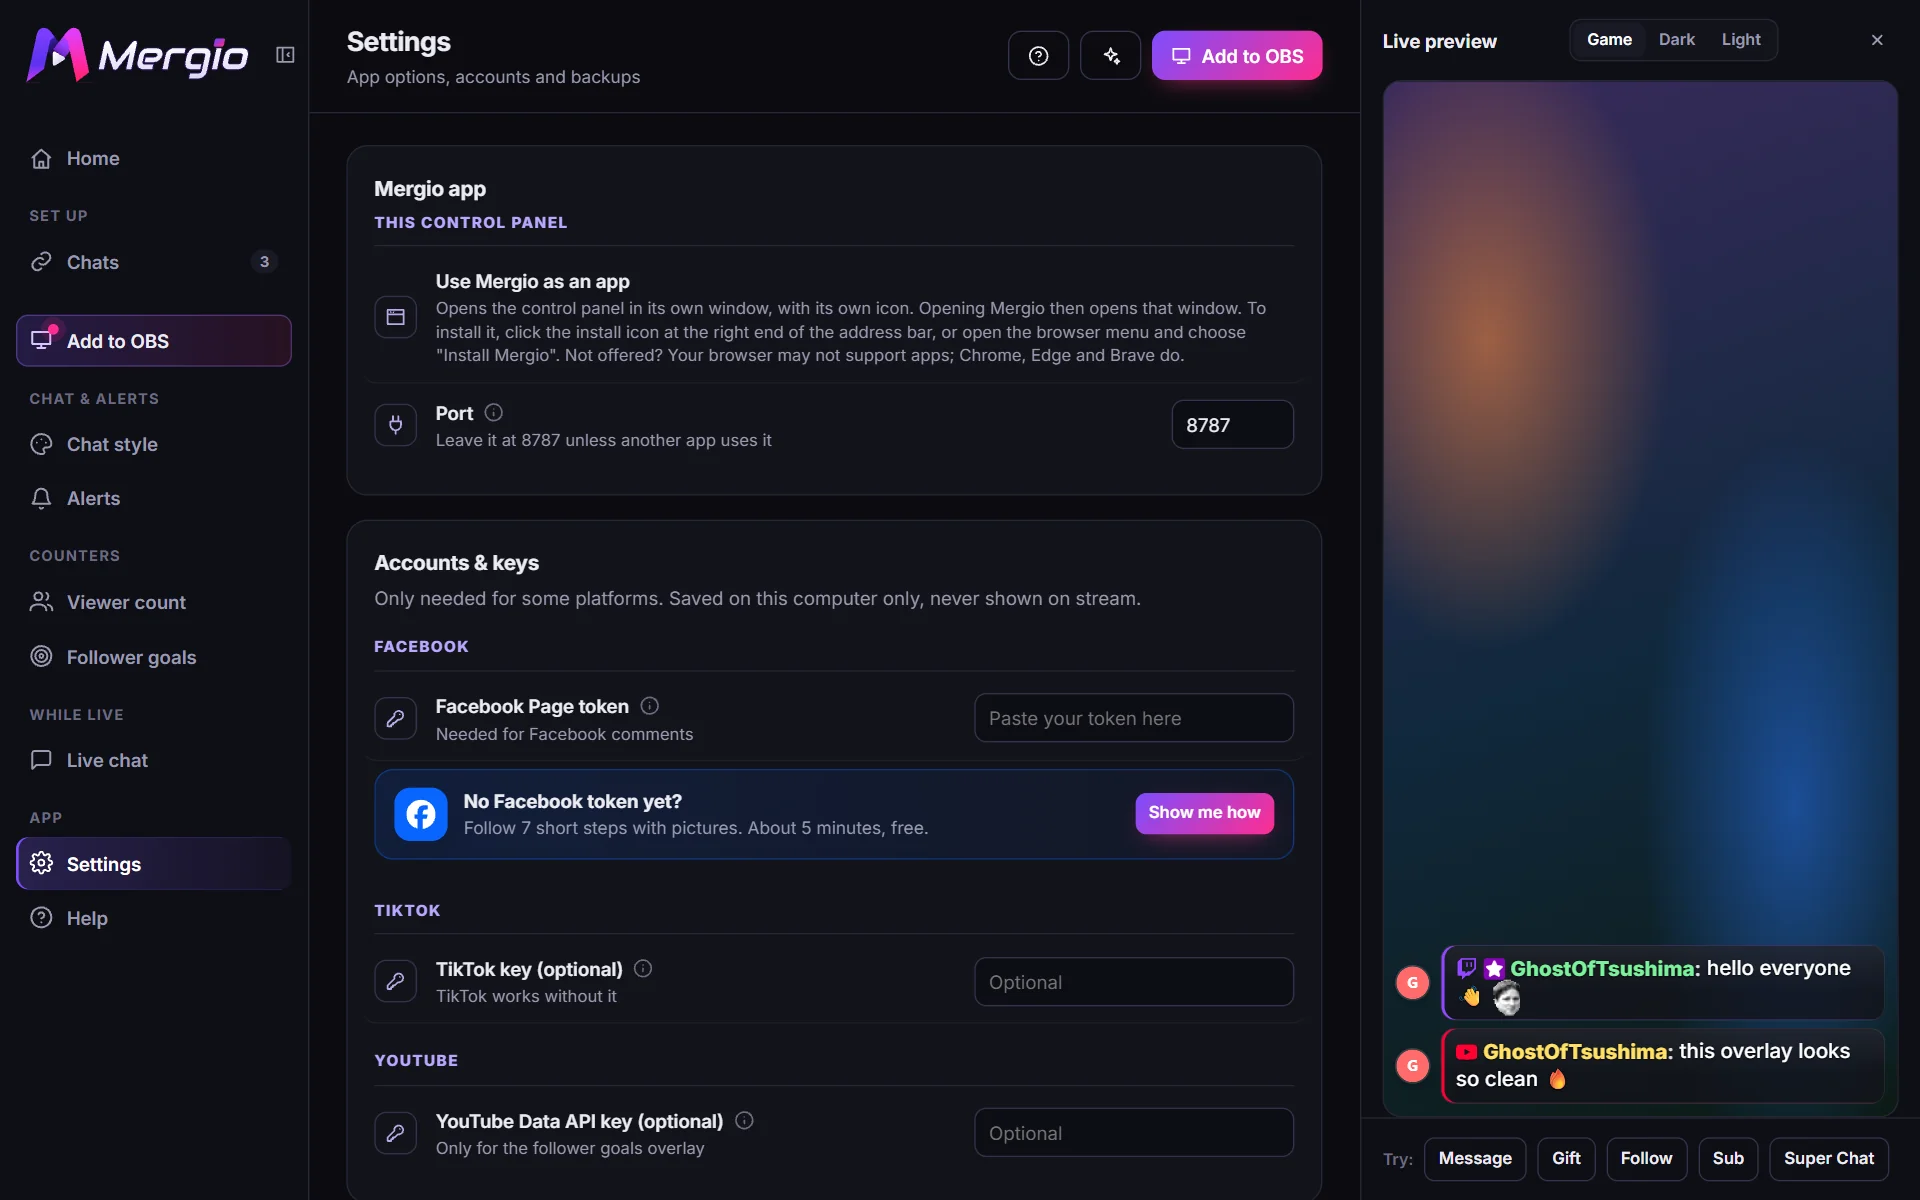 Mergio
Home
SET UP
Chats
3
Add to OBS
CHAT & ALERTS
Chat style
Alerts
COUNTERS
Viewer count
Follower goals
WHILE LIVE
Live chat
APP
Settings
Help
Settings
App options, accounts and backups
Add to OBS
Mergio app
THIS CONTROL PANEL
Use Mergio as an app
Opens the control panel in its own window, with its own icon. Opening Mergio then opens that window. To
install it, click the install icon at the right end of the address bar, or open the browser menu and choose
"Install Mergio". Not offered? Your browser may not support apps; Chrome, Edge and Brave do.
Port
Leave it at 8787 unless another app uses it
8787
Accounts & keys
Only needed for some platforms. Saved on this computer only, never shown on stream.
FACEBOOK
Facebook Page token
Needed for Facebook comments
Paste your token here
No Facebook token yet?
Follow 7 short steps with pictures. About 5 minutes, free.
Show me how
TIKTOK
TikTok key (optional)
TikTok works without it
Optional
YOUTUBE
YouTube Data API key (optional)
Only for the follower goals overlay
Optional
Live preview
Game
Dark
Light
G
GhostOfTsushima: hello everyone
👋
G
GhostOfTsushima: this overlay looks
so clean 🔥
Try:
Message
Gift
Follow
Sub
Super Chat